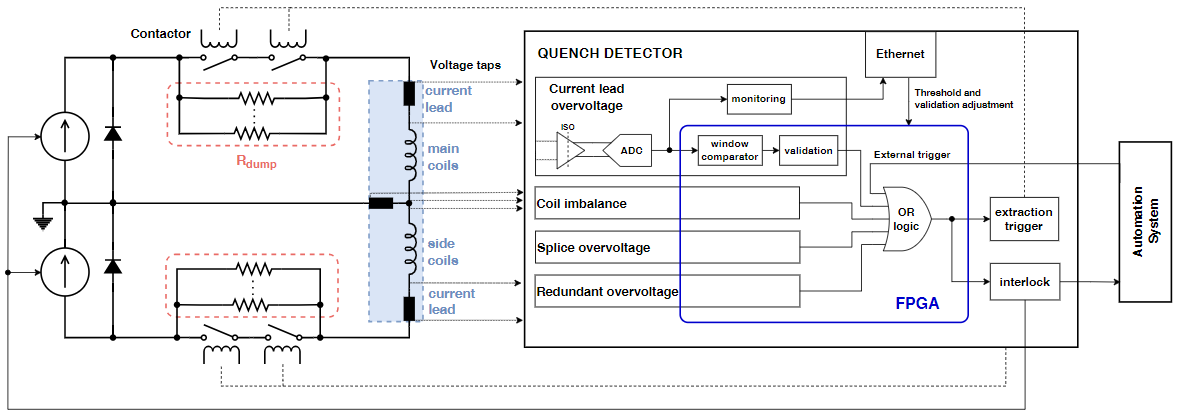 Contactor
R_dump
Voltage taps
current
lead
main
coils
side
coils
current
lead
QUENCH DETECTOR
Ethernet
Threshold and
validation adjustment
Current lead
overvoltage
monitoring
ISO
ADC
window
comparator
validation
External trigger
Coil imbalance
Splice overvoltage
Redundant overvoltage
OR
logic
FPGA
extraction
trigger
interlock
Automation
System